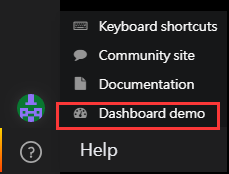 Keyboard shortcuts
Community site
Documentation
Dashboard demo
Help